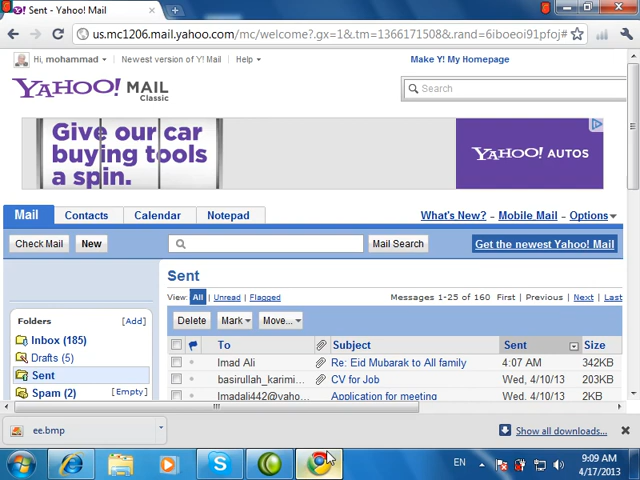 Sent - Yahoo! Mail
us.mc1206.mail.yahoo.com/mc/welcome?.gx=1&.tm=1366171508&.rand=6iboeoi91pfoj#
Hi, mohammad
Newest version of Y! Mail
Help
Make Y! My Homepage
YAHOO! MAIL
Classic
Search
Give our car
buying tools
a spin.
YAHOO! AUTOS
Mail
Contacts
Calendar
Notepad
What's New?
Mobile Mail
Options
Check Mail
New
Mail Search
Get the newest Yahoo! Mail
Sent
View: All | Unread | Flagged
Messages 1-25 of 160 First | Previous | Next | Last
Folders [Add]
Delete
Mark
Move...
Inbox (185)
Drafts (5)
Sent
Spam (2) [Empty]
To Subject Sent Size
Imad Ali Re: Eid Mubarak to All family 4:07 AM 342KB
basirullah_karimi... CV for Job Wed, 4/10/13 203KB
Imadali442@yaho... Application for meeting Wed, 4/10/13 2KB
ee.bmp
Show all downloads...
EN
9:09 AM
4/17/2013